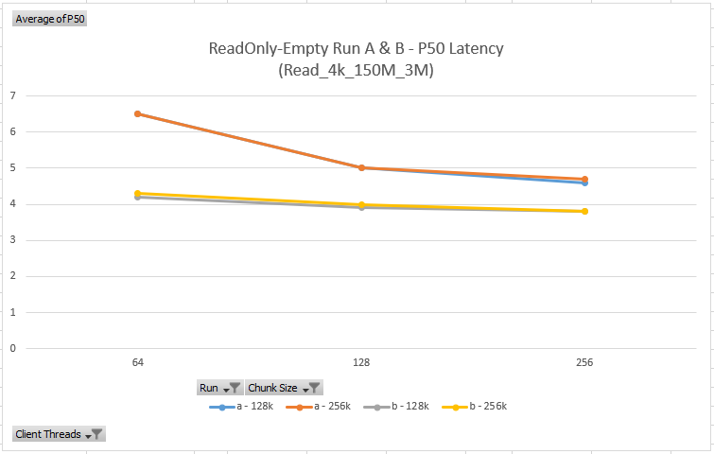 Average of P50
ReadOnly-Empty Run A & B - P50 Latency
(Read_4k_150M_3M)
7
6
5
4
3
2
1
0
64 128 256
Run Chunk Size
a - 128k a - 256k b - 128k b - 256k
Client Threads